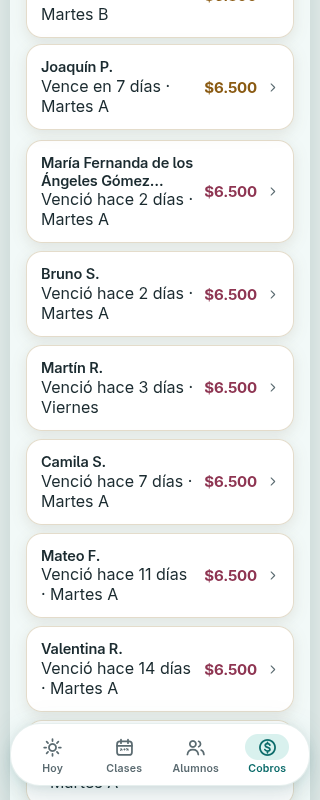 Martes B
Joaquín P.
Vence en 7 días ·
Martes A
$6.500
María Fernanda de los
Ángeles Gómez...
Venció hace 2 días ·
Martes A
$6.500
Bruno S.
Venció hace 2 días ·
Martes A
$6.500
Martín R.
Venció hace 3 días ·
Viernes
$6.500
Camila S.
Venció hace 7 días ·
Martes A
$6.500
Mateo F.
Venció hace 11 días
· Martes A
$6.500
Valentina R.
Venció hace 14 días
· Martes A
$6.500
Hoy
Clases
Alumnos
Cobros